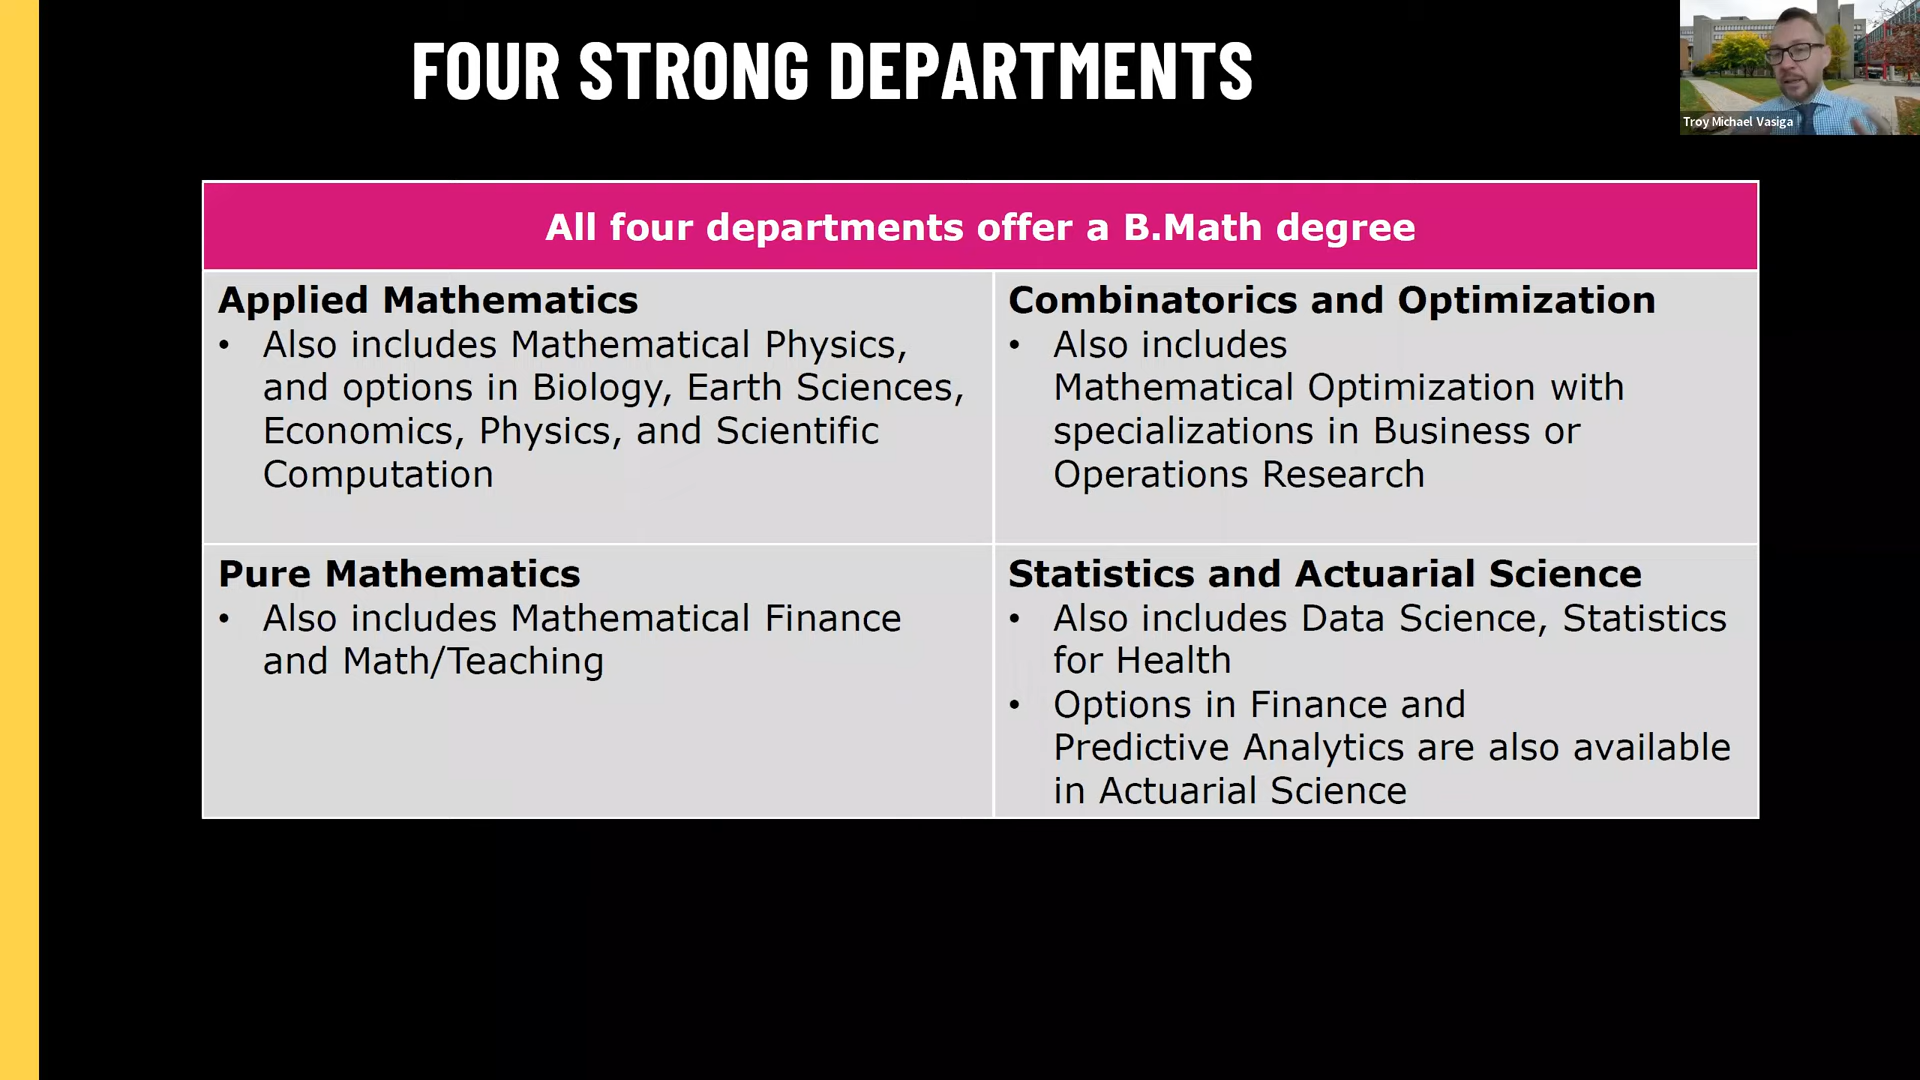 FOUR STRONG DEPARTMENTS
Troy Michael Vasiga
All four departments offer a B.Math degree
Applied Mathematics
• Also includes Mathematical Physics,
and options in Biology, Earth Sciences,
Economics, Physics, and Scientific
Computation
Combinatorics and Optimization
• Also includes
Mathematical Optimization with
specializations in Business or
Operations Research
Pure Mathematics
• Also includes Mathematical Finance
and Math/Teaching
Statistics and Actuarial Science
• Also includes Data Science, Statistics
for Health
• Options in Finance and
Predictive Analytics are also available
in Actuarial Science